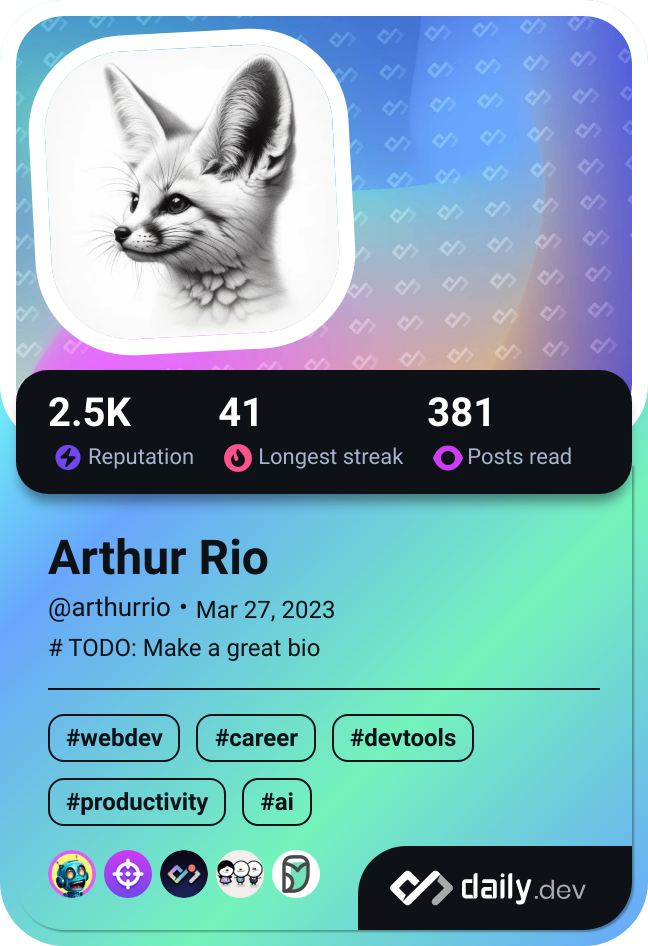 2.5K 41 381
Reputation Longest streak Posts read
Arthur Rio
@arthurrio • Mar 27, 2023
# TODO: Make a great bio
#webdev #career #devtools
#productivity #ai
daily.dev